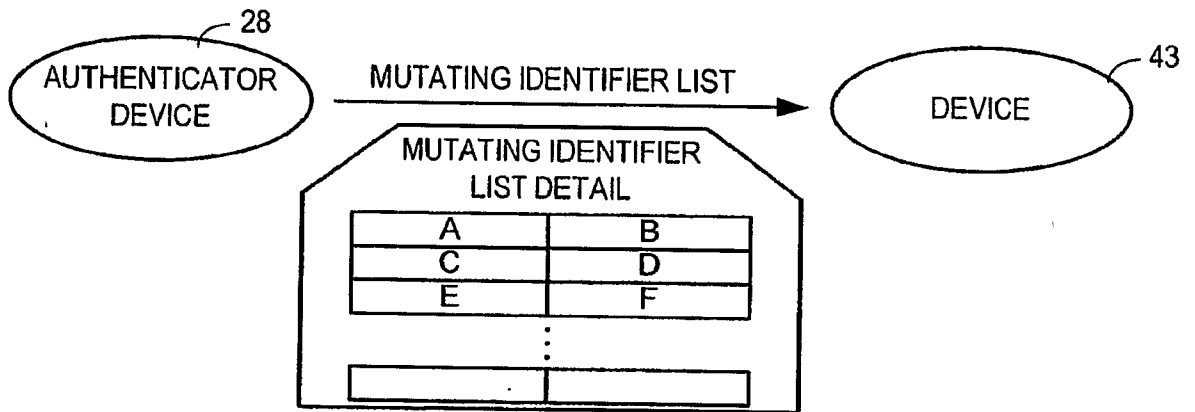 28
AUTHENTICATOR
DEVICE
MUTATING IDENTIFIER LIST
43
DEVICE
MUTATING IDENTIFIER
LIST DETAIL
A B
C D
E F